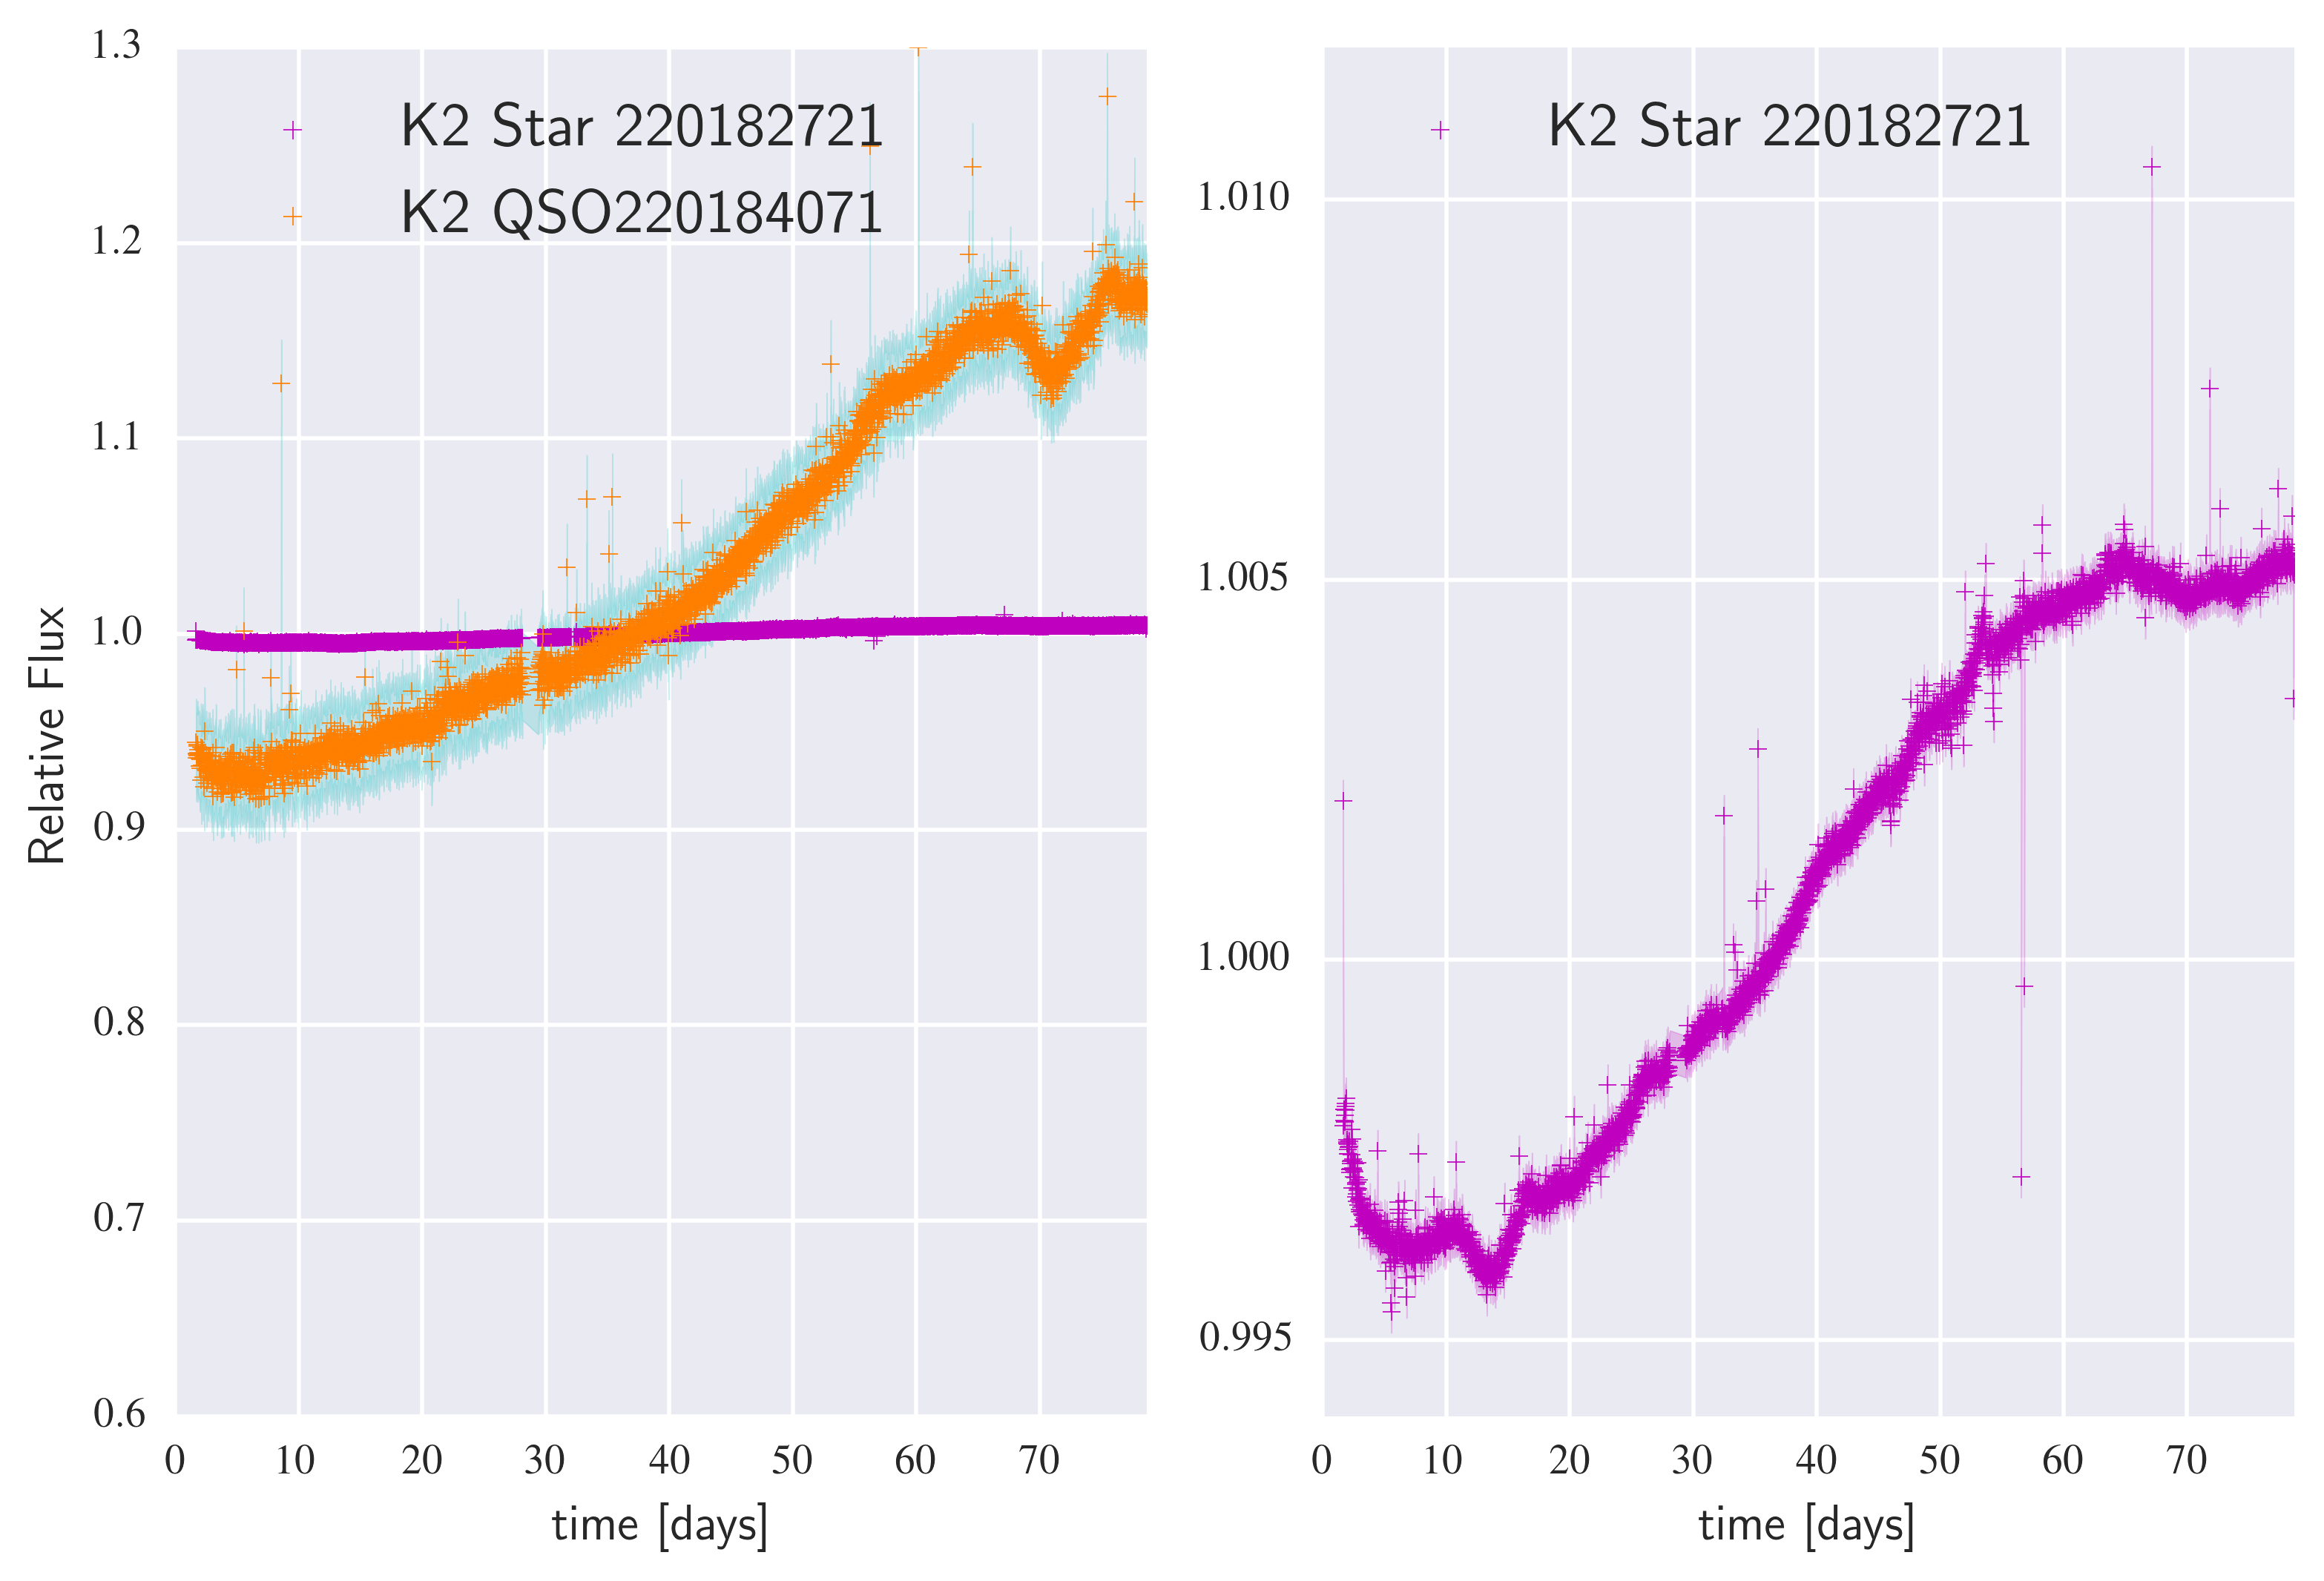 1.3
1.2
1.1
1.0
0.9
0.8
0.7
0.6
Relative Flux
K2 Star 220182721
K2 QSO220184071
0 10 20 30 40 50 60 70
time [days]
K2 Star 220182721
1.010
1.005
1.000
0.995
0 10 20 30 40 50 60 70
time [days]